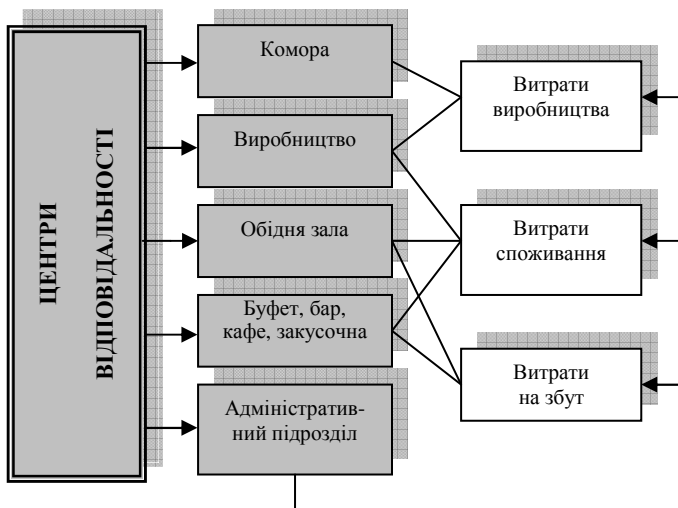 ЦЕНТРИ
ВІДПОВІДАЛЬНОСТІ
Комора
Виробництво
Обідня зала
Буфет, бар,
кафе, закусочна
Адміністратив-
ний підрозділ
Витрати
виробництва
Витрати
споживання
Витрати
на збут